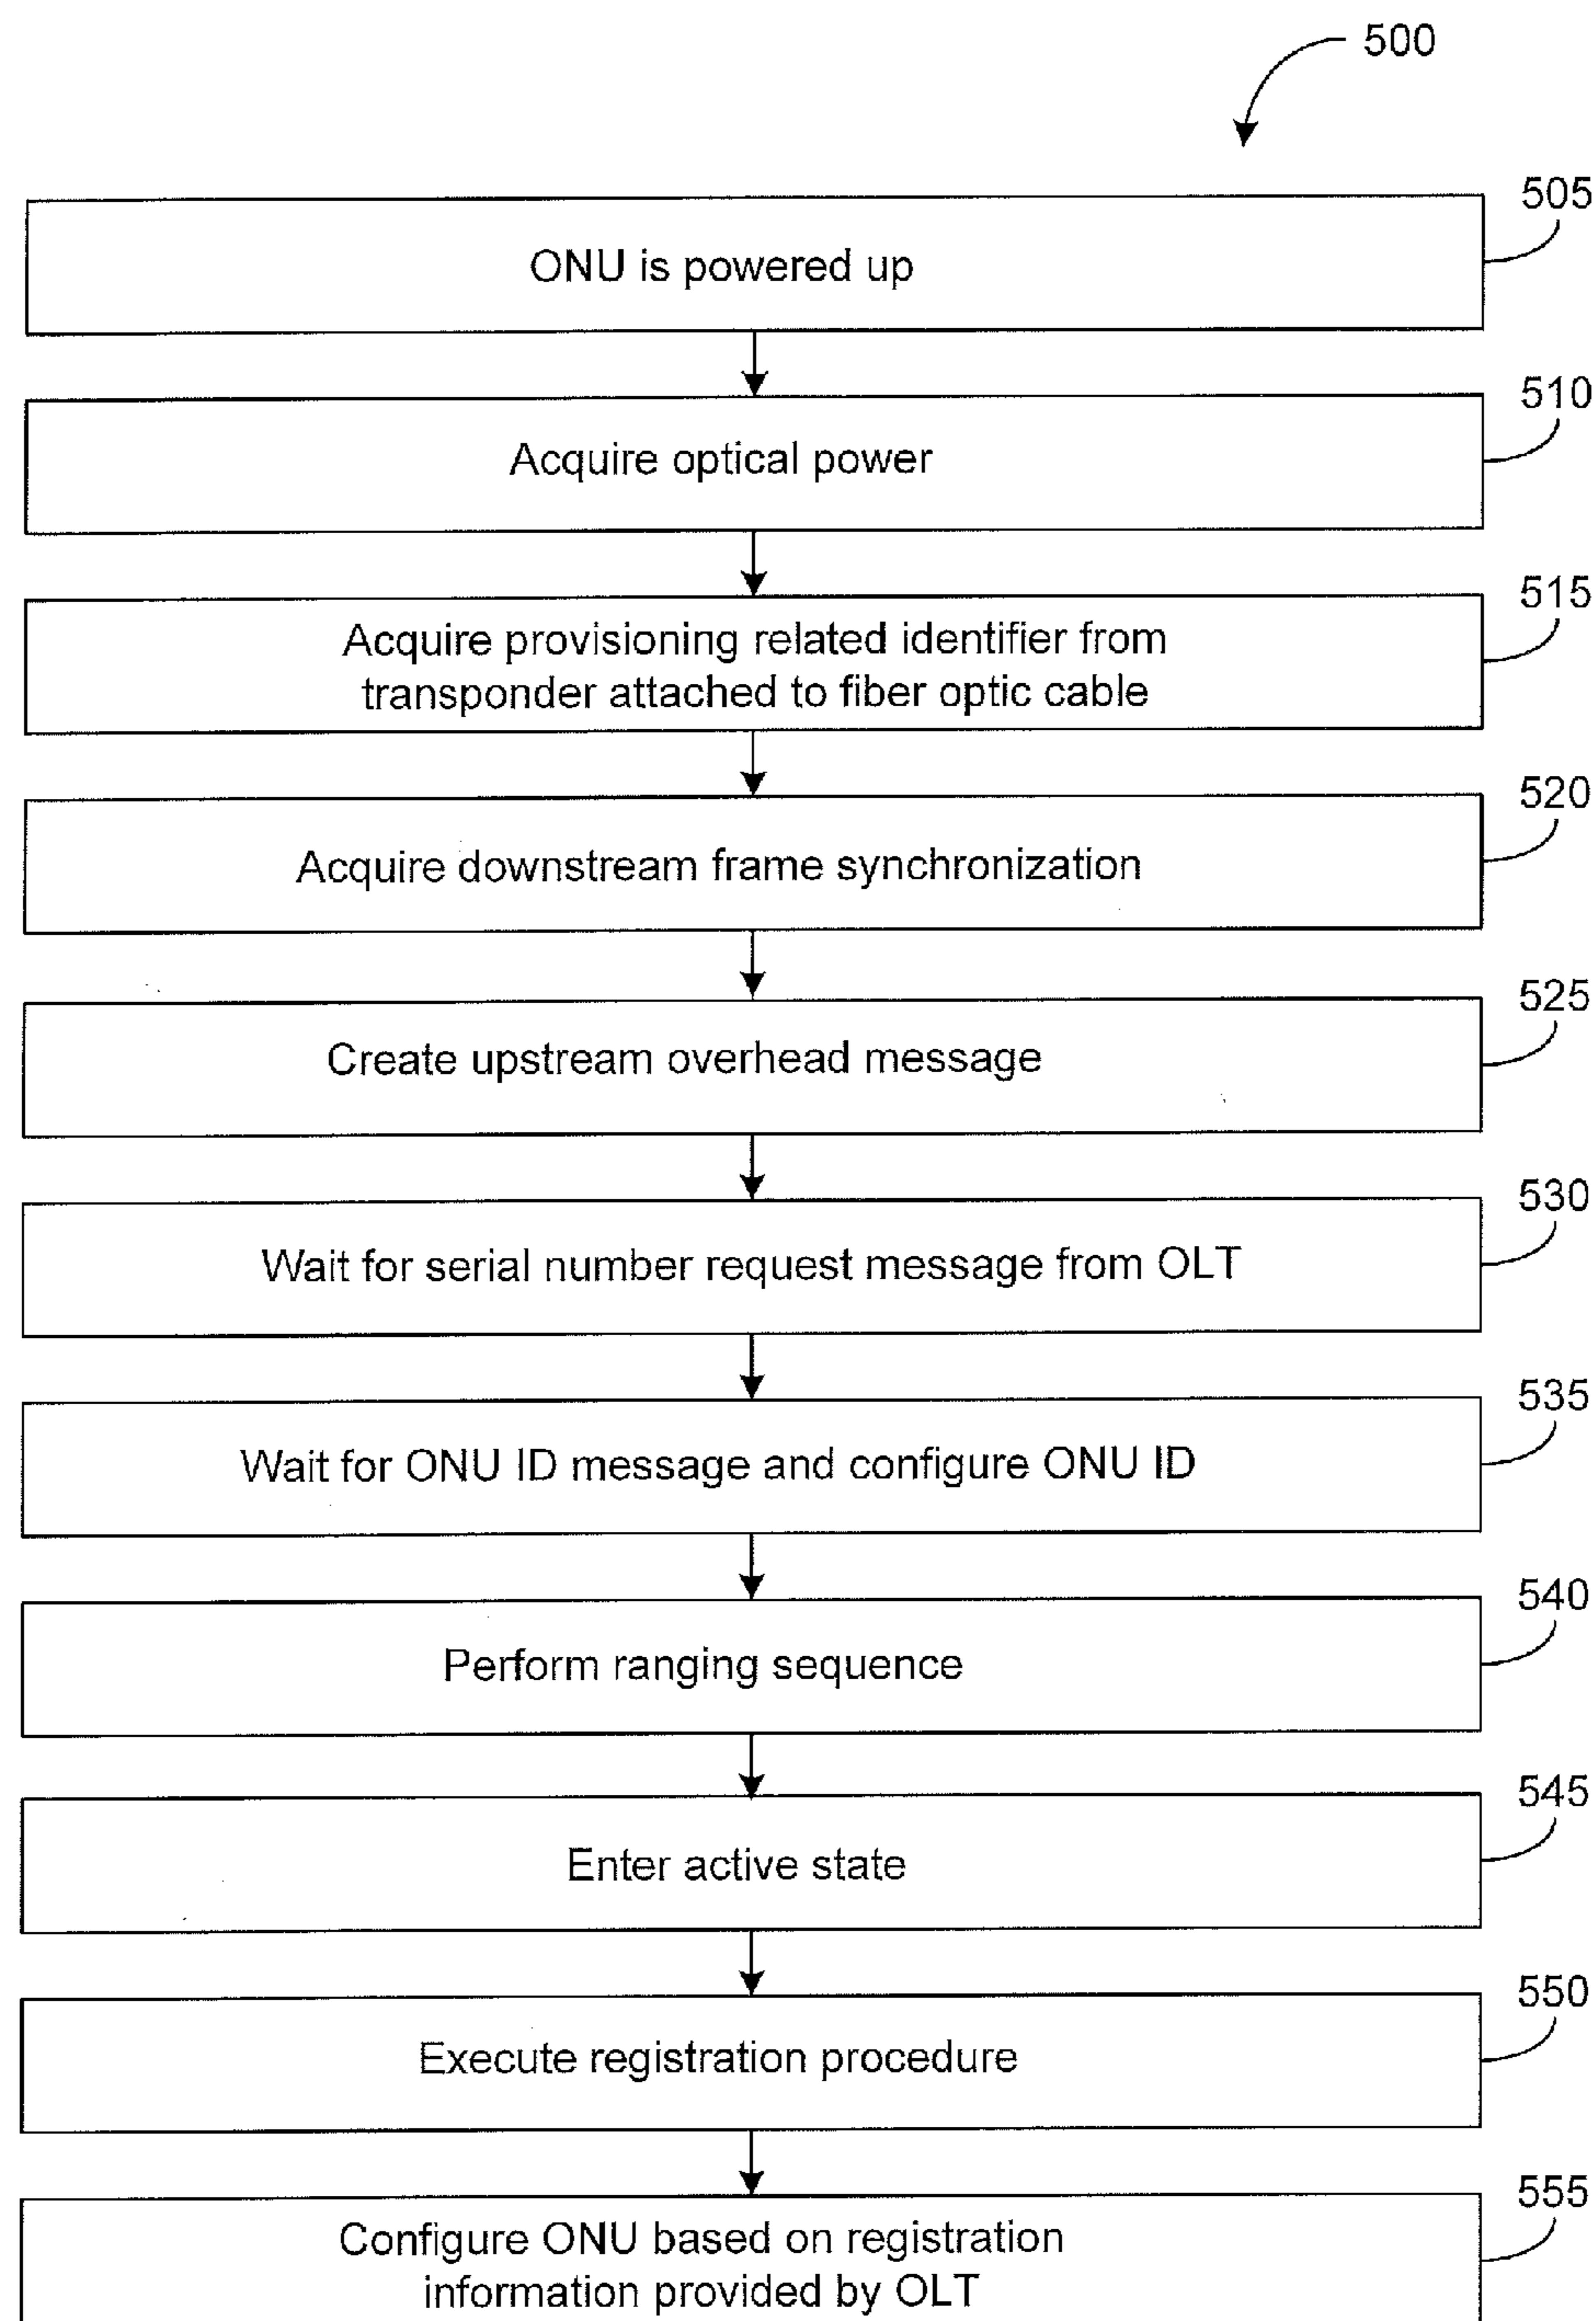 500
505
ONU is powered up
510
Acquire optical power
515
Acquire provisioning related identifier from
transponder attached to fiber optic cable
520
Acquire downstream frame synchronization
525
Create upstream overhead message
530
Wait for serial number request message from OLT
535
Wait for ONU ID message and configure ONU ID
540
Perform ranging sequence
545
Enter active state
550
Execute registration procedure
555
Configure ONU based on registration
information provided by OLT